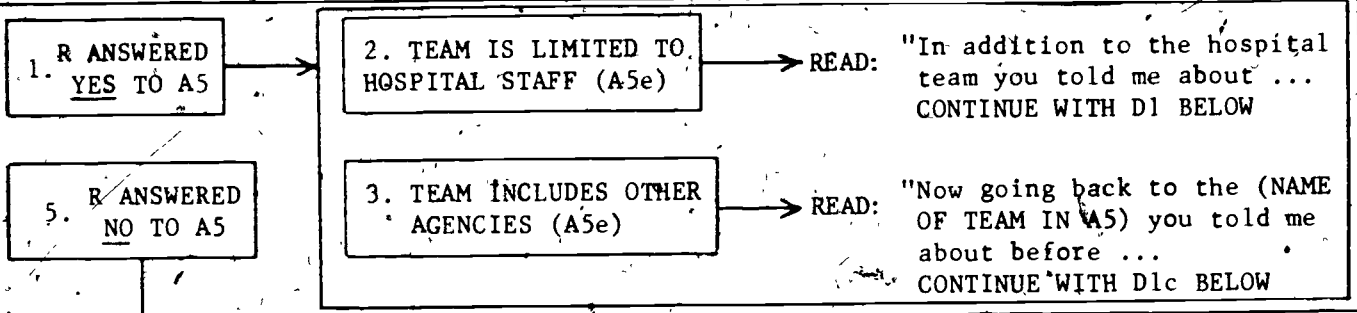 1. R ANSWERED
YES TO A5
2. TEAM IS LIMITED TO
HOSPITAL STAFF (A5e)
READ: "In addition to the hospital
team you told me about ...
CONTINUE WITH D1 BELOW
5. R ANSWERED
NO TO A5
3. TEAM INCLUDES OTHER
AGENCIES (A5e)
READ: "Now going back to the (NAME
OF TEAM IN A5) you told me
about before ...
CONTINUE WITH D1c BELOW